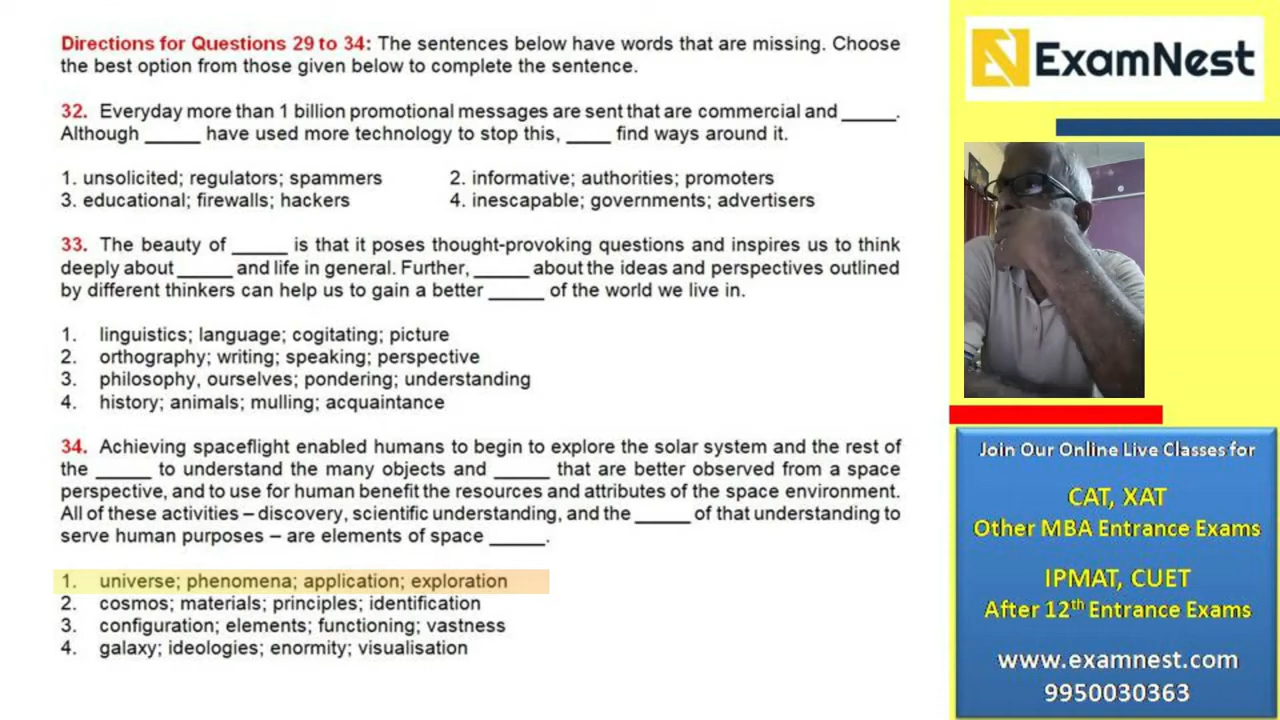 Directions for Questions 29 to 34: The sentences below have words that are missing. Choose
the best option from those given below to complete the sentence.
32. Everyday more than 1 billion promotional messages are sent that are commercial and _____.
Although _____ have used more technology to stop this, ____ find ways around it.
1. unsolicited; regulators; spammers 2. informative; authorities; promoters
3. educational; firewalls; hackers 4. inescapable; governments; advertisers
33. The beauty of _____ is that it poses thought-provoking questions and inspires us to think
deeply about _____ and life in general. Further, _____ about the ideas and perspectives outlined
by different thinkers can help us to gain a better _____ of the world we live in.
1. linguistics; language; cogitating; picture
2. orthography; writing; speaking; perspective
3. philosophy, ourselves; pondering; understanding
4. history; animals; mulling; acquaintance
34. Achieving spaceflight enabled humans to begin to explore the solar system and the rest of
the _____ to understand the many objects and _____ that are better observed from a space
perspective, and to use for human benefit the resources and attributes of the space environment.
All of these activities – discovery, scientific understanding, and the _____ of that understanding to
serve human purposes – are elements of space _____.
1. universe; phenomena; application; exploration
2. cosmos; materials; principles; identification
3. configuration; elements; functioning; vastness
4. galaxy; ideologies; enormity; visualisation
ExamNest
Join Our Online Live Classes for
CAT, XAT
Other MBA Entrance Exams
IPMAT, CUET
After 12th Entrance Exams
www.examnest.com
9950030363